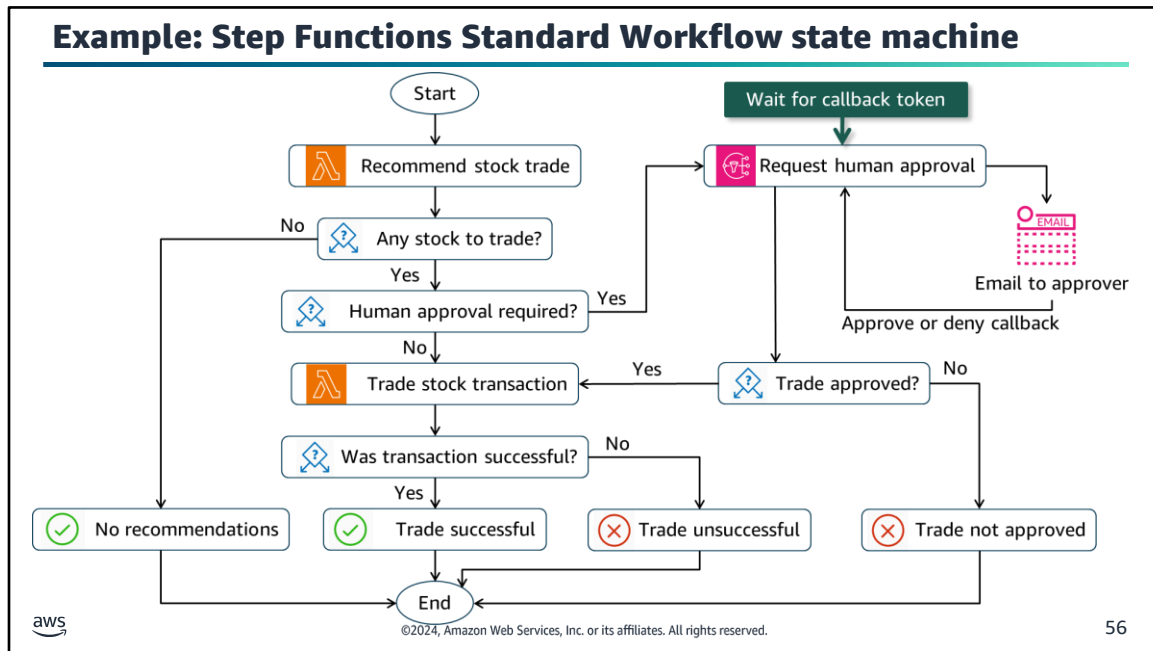 Example: Step Functions Standard Workflow state machine
Start
Wait for callback token
Recommend stock trade
Request human approval
No
Any stock to trade?
EMAIL
Yes
Email to approver
Human approval required?
Yes
Approve or deny callback
No
Trade stock transaction
Yes
Trade approved?
No
Was transaction successful?
No
Yes
No recommendations
Trade successful
Trade unsuccessful
Trade not approved
End
aws
©2024, Amazon Web Services, Inc. or its affiliates. All rights reserved.
56